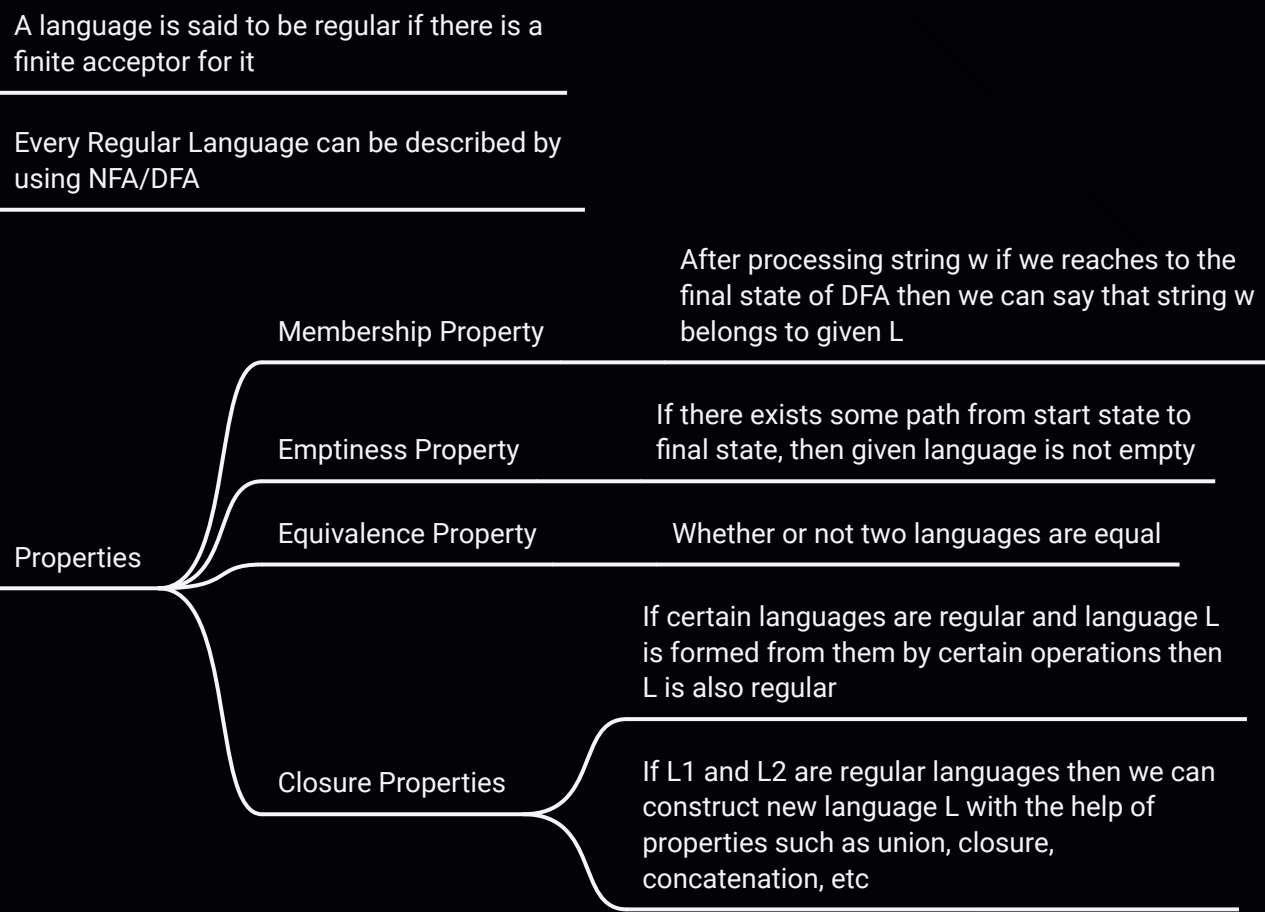 A language is said to be regular if there is a
finite acceptor for it
Every Regular Language can be described by
using NFA/DFA
Properties
Membership Property
After processing string w if we reaches to the
final state of DFA then we can say that string w
belongs to given L
Emptiness Property
If there exists some path from start state to
final state, then given language is not empty
Equivalence Property
Whether or not two languages are equal
Closure Properties
If certain languages are regular and language L
is formed from them by certain operations then
L is also regular
If L1 and L2 are regular languages then we can
construct new language L with the help of
properties such as union, closure,
concatenation, etc